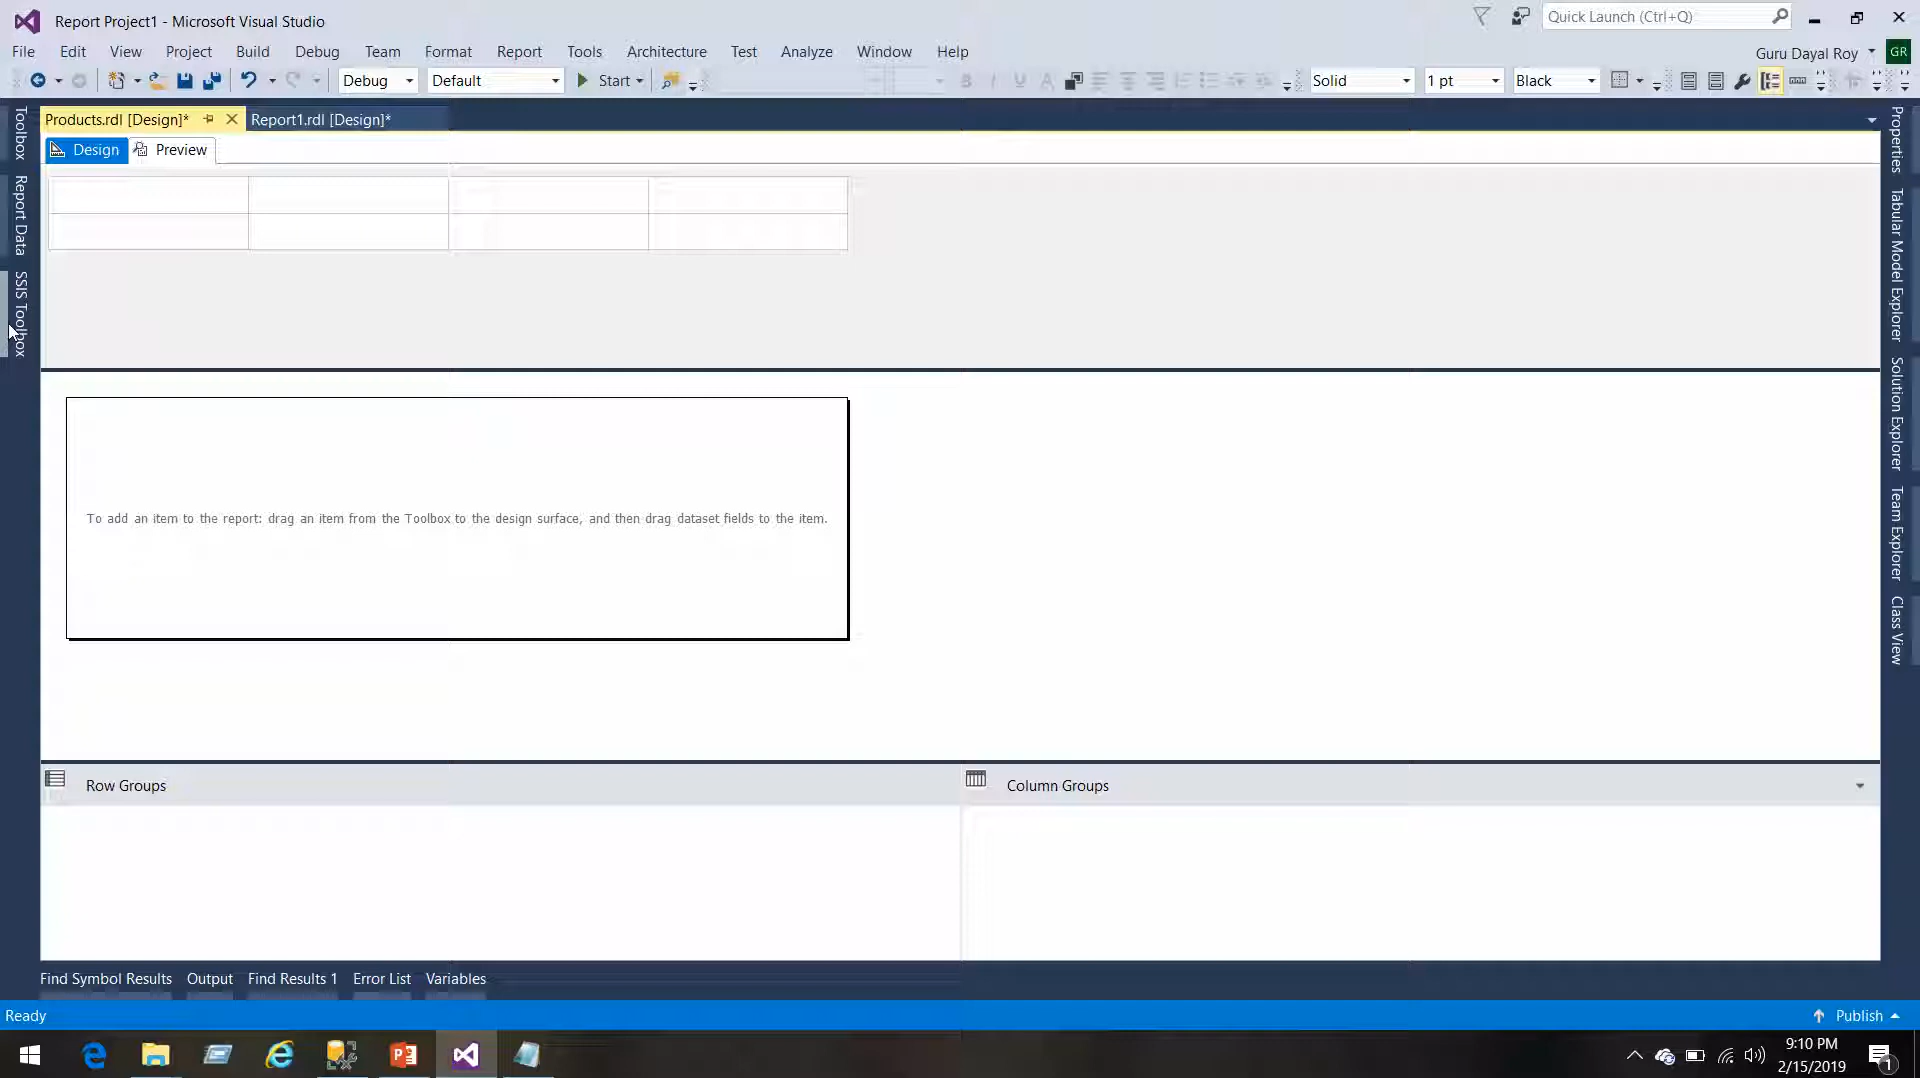 Report Project1 - Microsoft Visual Studio
Quick Launch (Ctrl+Q)
File Edit View Project Build Debug Team Format Report Tools Architecture Test Analyze Window Help
Guru Dayal Roy GR
Debug Default Start B I U A Solid 1 pt Black
Products.rdl [Design]* Report1.rdl [Design]*
Design Preview
Toolbox
Report Data
SSIS Toolbox
Properties
Tabular Model Explorer
Solution Explorer
Team Explorer
Class View
To add an item to the report: drag an item from the Toolbox to the design surface, and then drag dataset fields to the item.
Row Groups Column Groups
Find Symbol Results Output Find Results 1 Error List Variables
Ready Publish
9:10 PM
2/15/2019
1